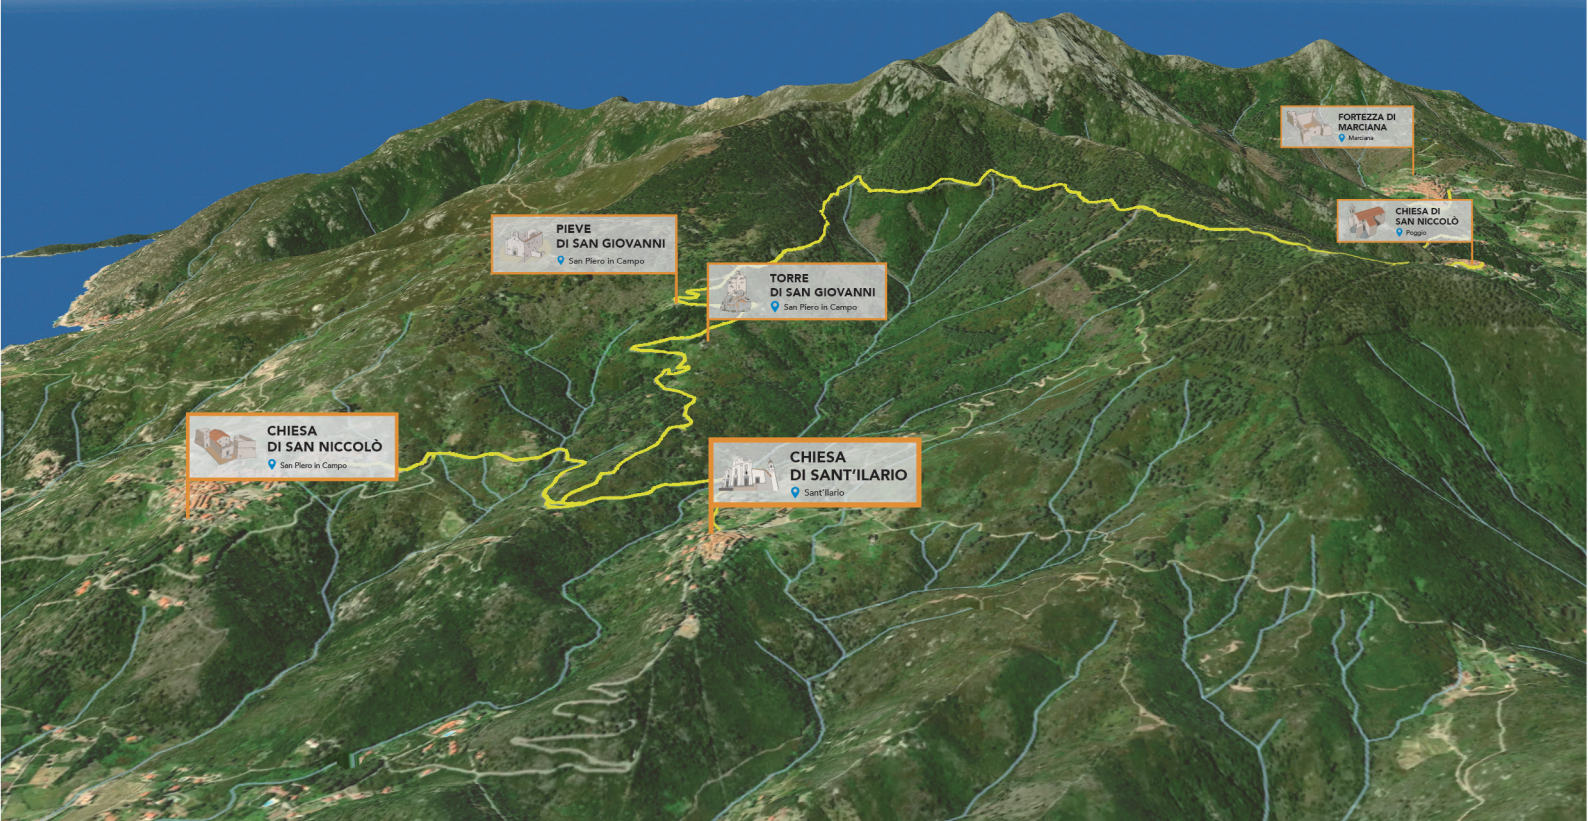 FORTEZZA DI
MARCIANA
Marciana
CHIESA DI
SAN NICCOLÒ
Poggio
PIEVE
DI SAN GIOVANNI
San Piero in Campo
TORRE
DI SAN GIOVANNI
San Piero in Campo
CHIESA
DI SAN NICCOLÒ
San Piero in Campo
CHIESA
DI SANT'ILARIO
Sant'Ilario